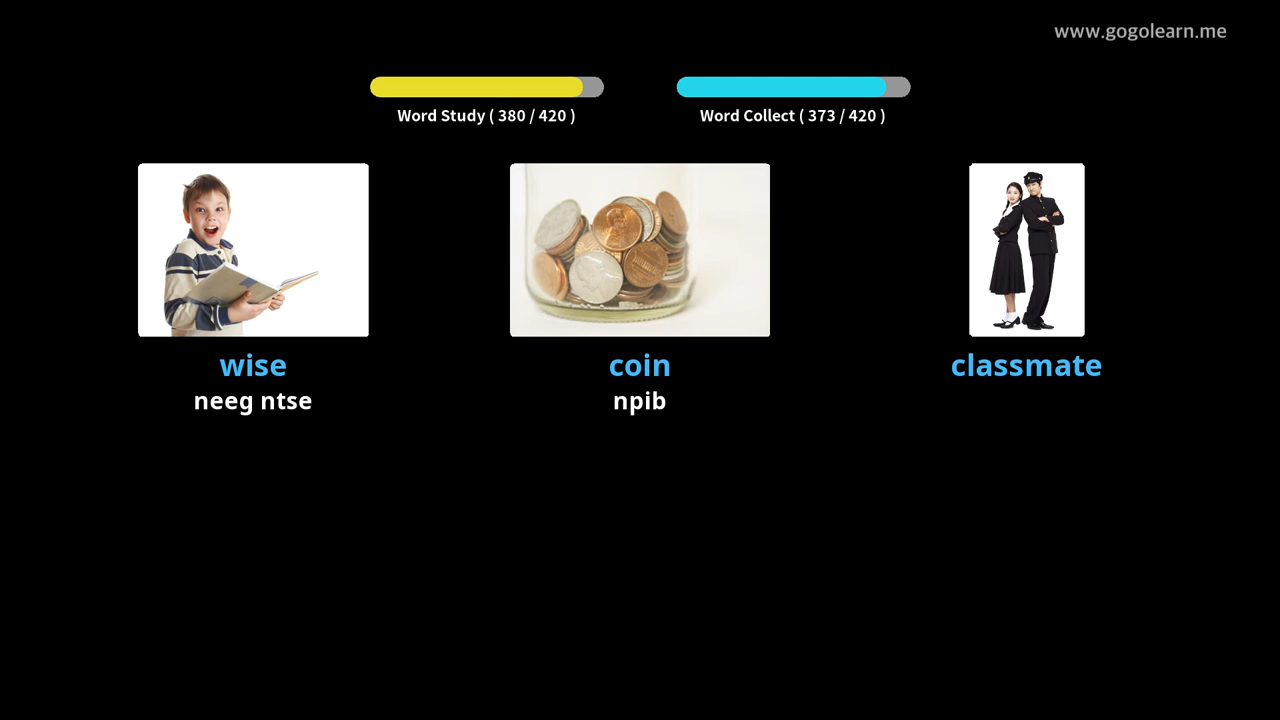 www.gogolearn.me
Word Study ( 380 / 420 )
Word Collect ( 373 / 420 )
wise
neeg ntse
coin
npib
classmate